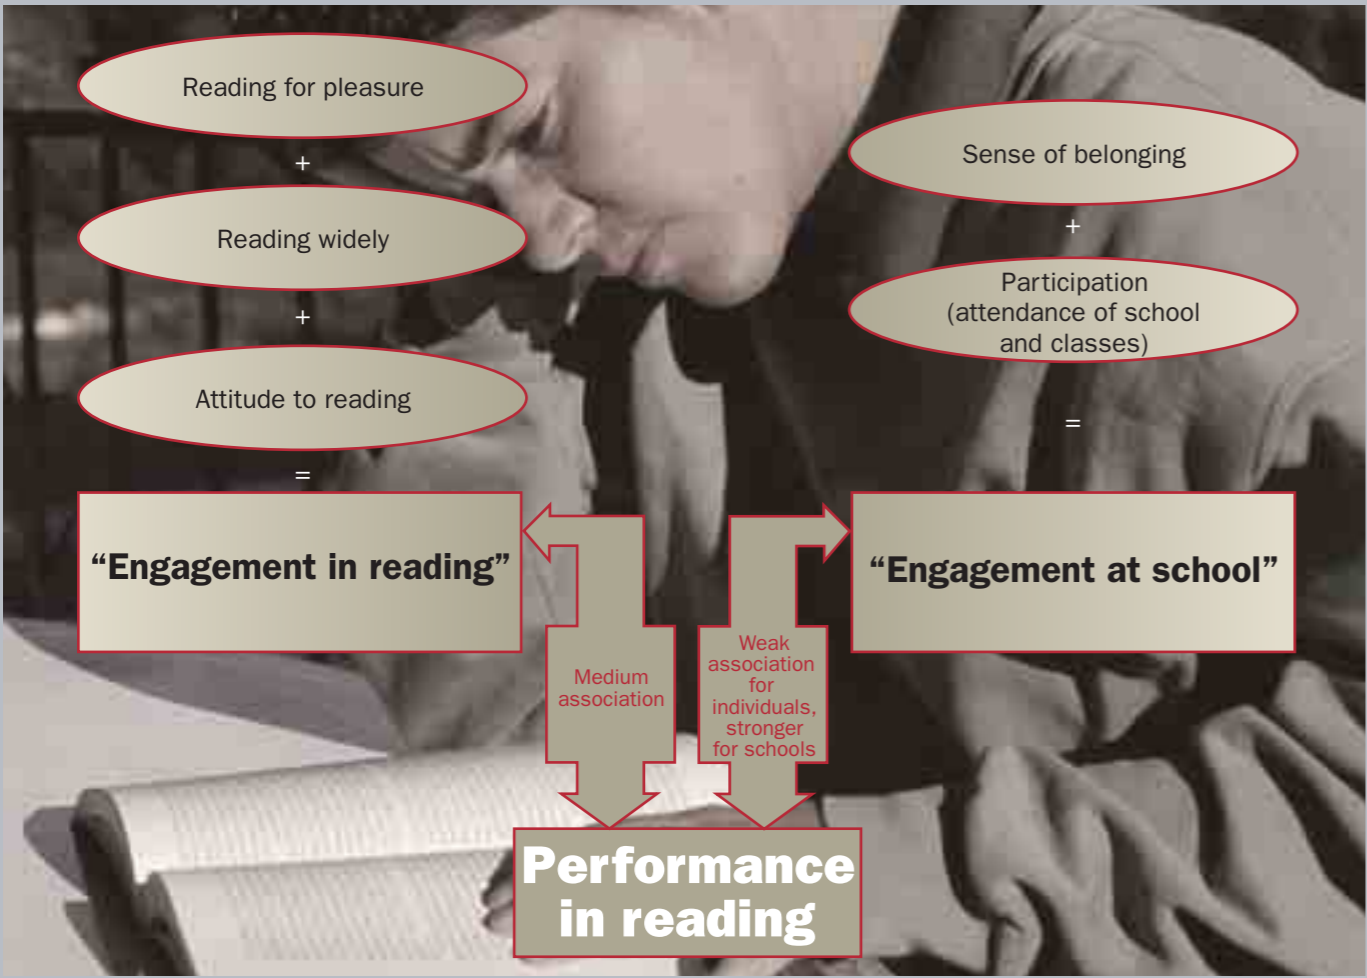 Reading for pleasure
+
Reading widely
+
Attitude to reading
=
“Engagement in reading”
Sense of belonging
+
Participation
(attendance of school
and classes)
=
“Engagement at school”
Medium
association
Weak
association
for
individuals,
stronger
for schools
Performance
in reading